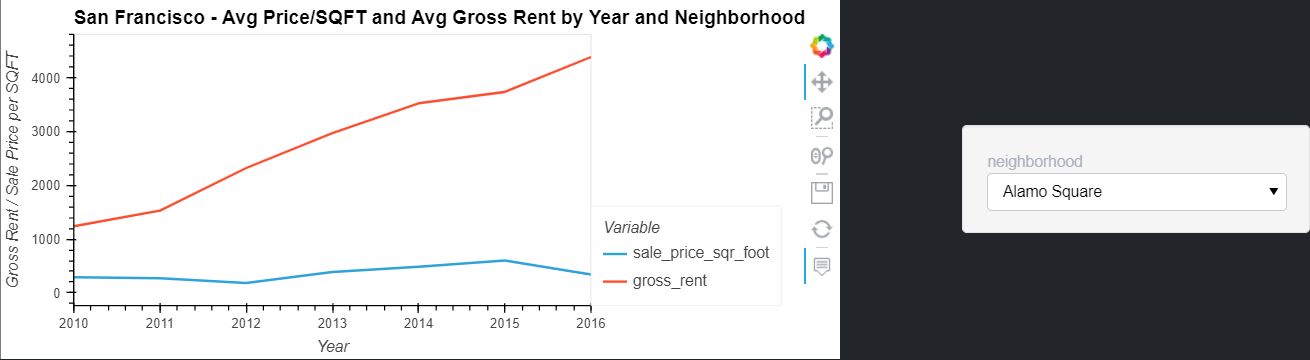 San Francisco - Avg Price/SQFT and Avg Gross Rent by Year and Neighborhood
Gross Rent / Sale Price per SQFT
4000
3000
2000
1000
0
2010 2011 2012 2013 2014 2015 2016
Year
Variable
sale_price_sqr_foot
gross_rent
neighborhood
Alamo Square